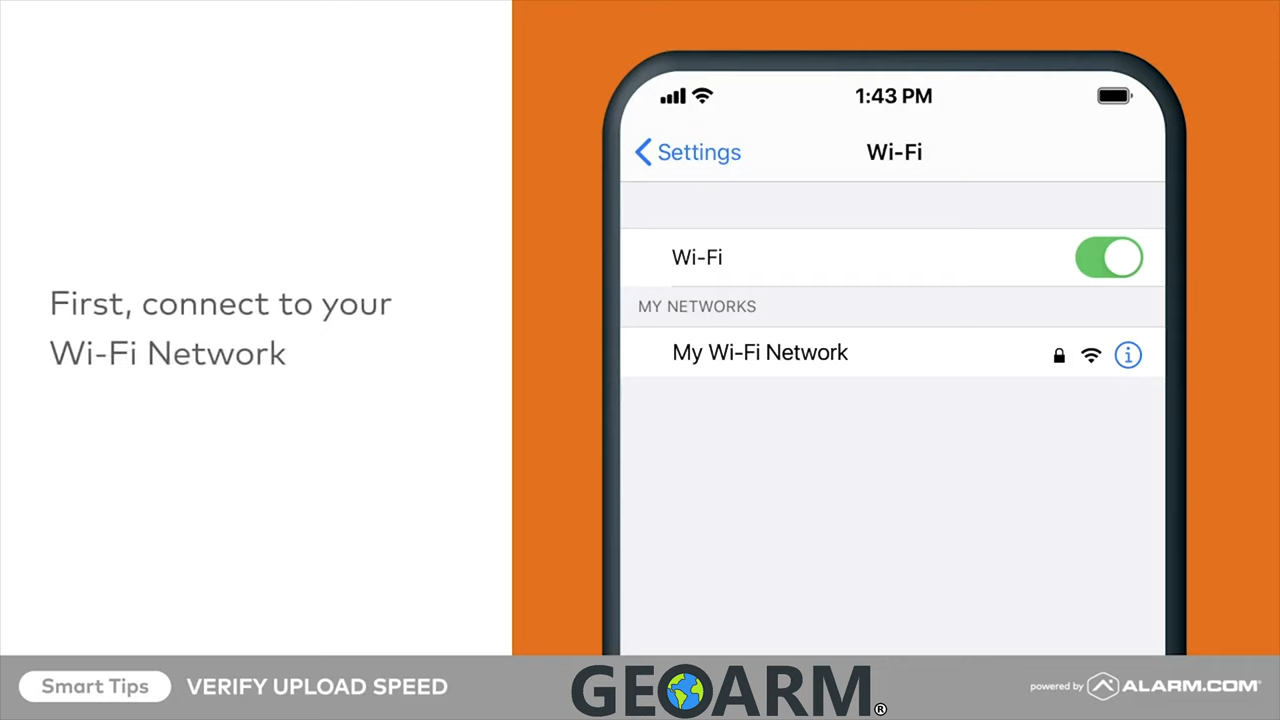 First, connect to your
Wi-Fi Network
1:43 PM
Settings
Wi-Fi
Wi-Fi
MY NETWORKS
My Wi-Fi Network
Smart Tips
VERIFY UPLOAD SPEED
GEOARM®
powered by ALARM.COM®